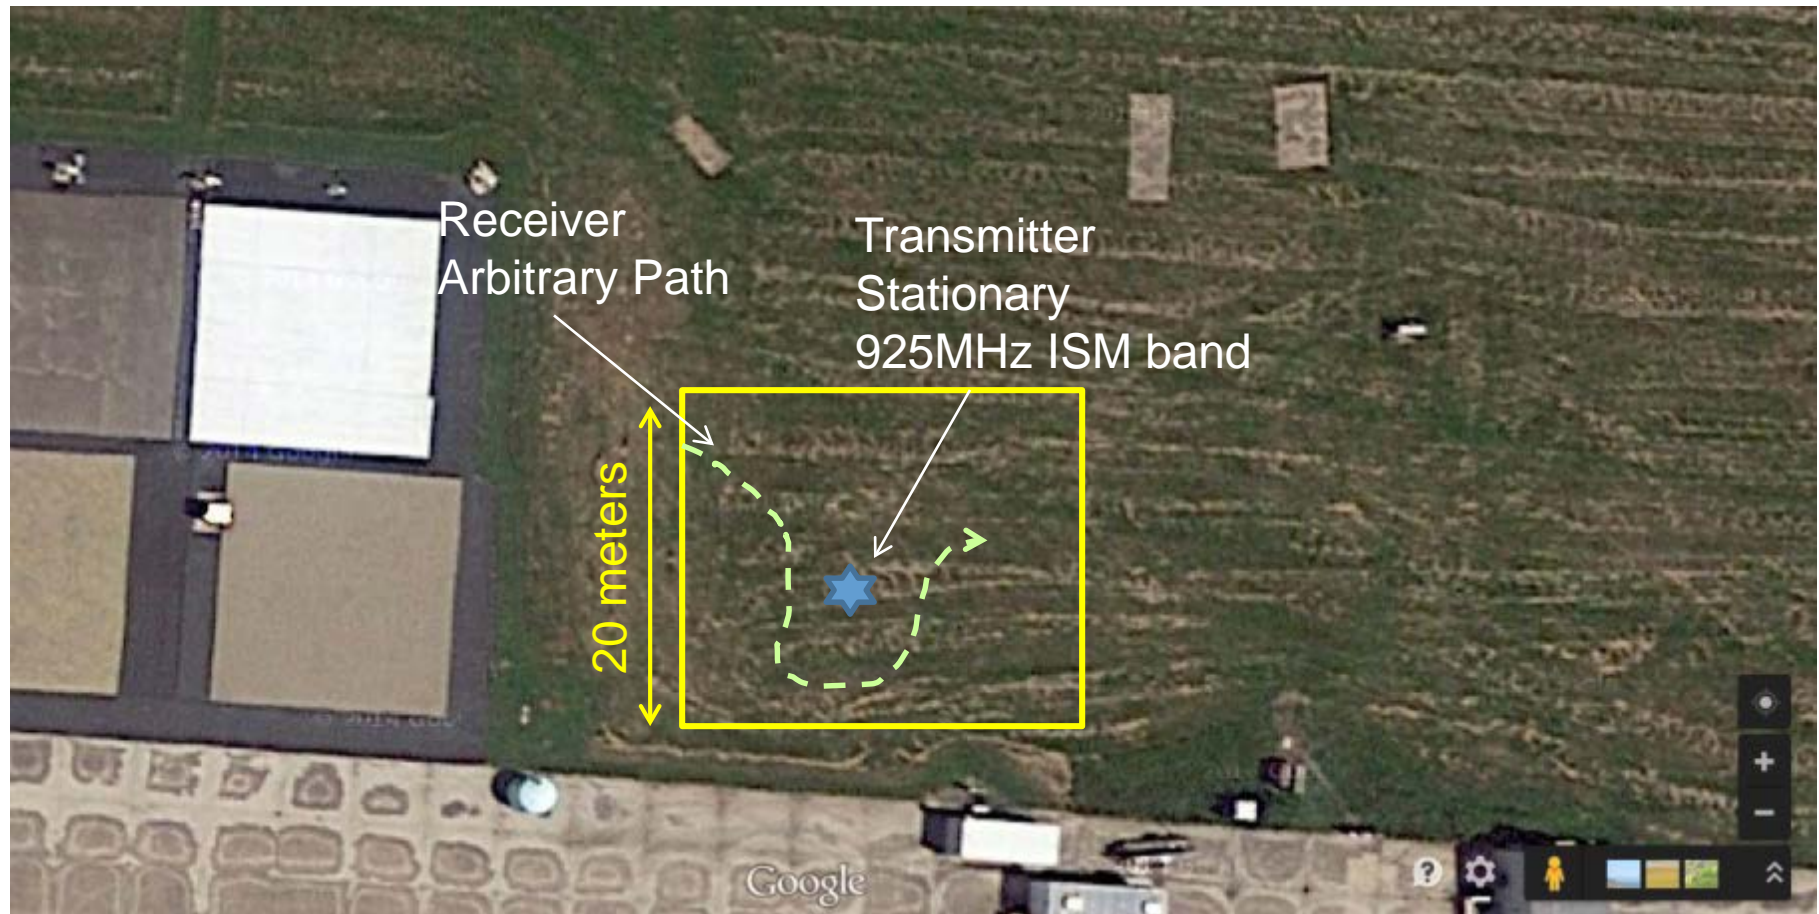 Receiver
Arbitrary Path
Transmitter
Stationary
925MHz ISM band
20 meters
Google